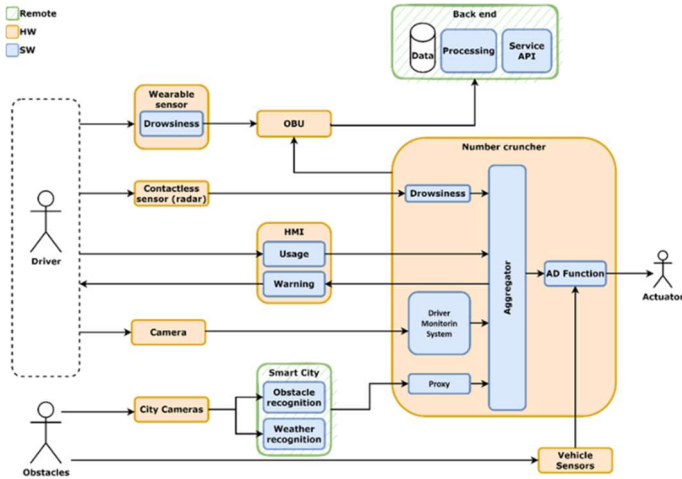 Remote
HW
SW
Back end
Data
Processing
Service
API
Wearable
sensor
Drowsiness
OBU
Number cruncher
Contactless
sensor (radar)
Drowsiness
Driver
HMI
Usage
Warning
Aggregator
AD Function
Actuator
Camera
Driver
Monitorin
System
Smart City
Obstacle
recognition
Weather
recognition
Proxy
City Cameras
Obstacles
Vehicle
Sensors